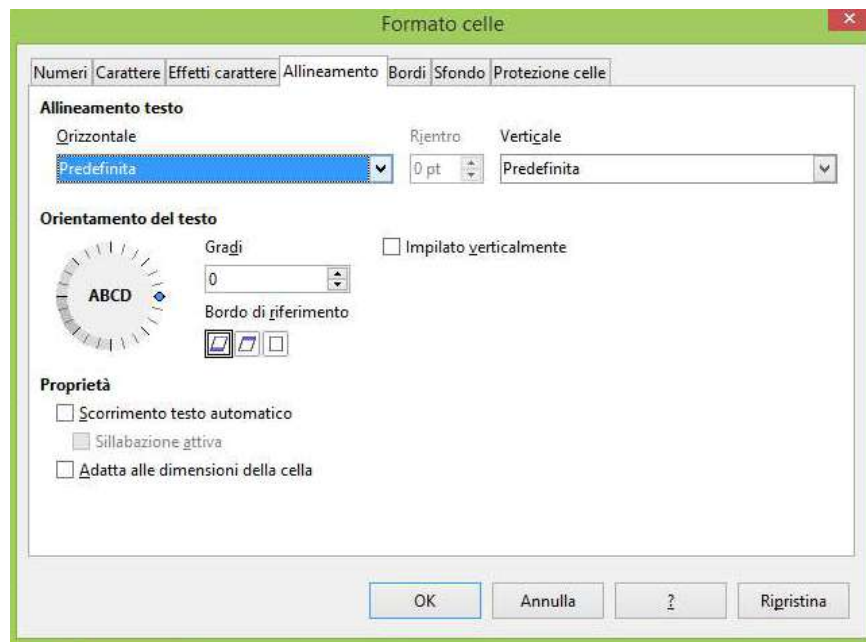 Formato celle
Numeri Carattere Effetti carattere Allineamento Bordi Sfondo Protezione celle
Allineamento testo
Orizzontale Rientro Verticale
Predefinita 0 pt Predefinita
Orientamento del testo
Gradi Impilato verticalmente
0
ABCD
Bordo di riferimento
Proprietà
Scorrimento testo automatico
Sillabazione attiva
Adatta alle dimensioni della cella
OK Annulla ? Ripristina